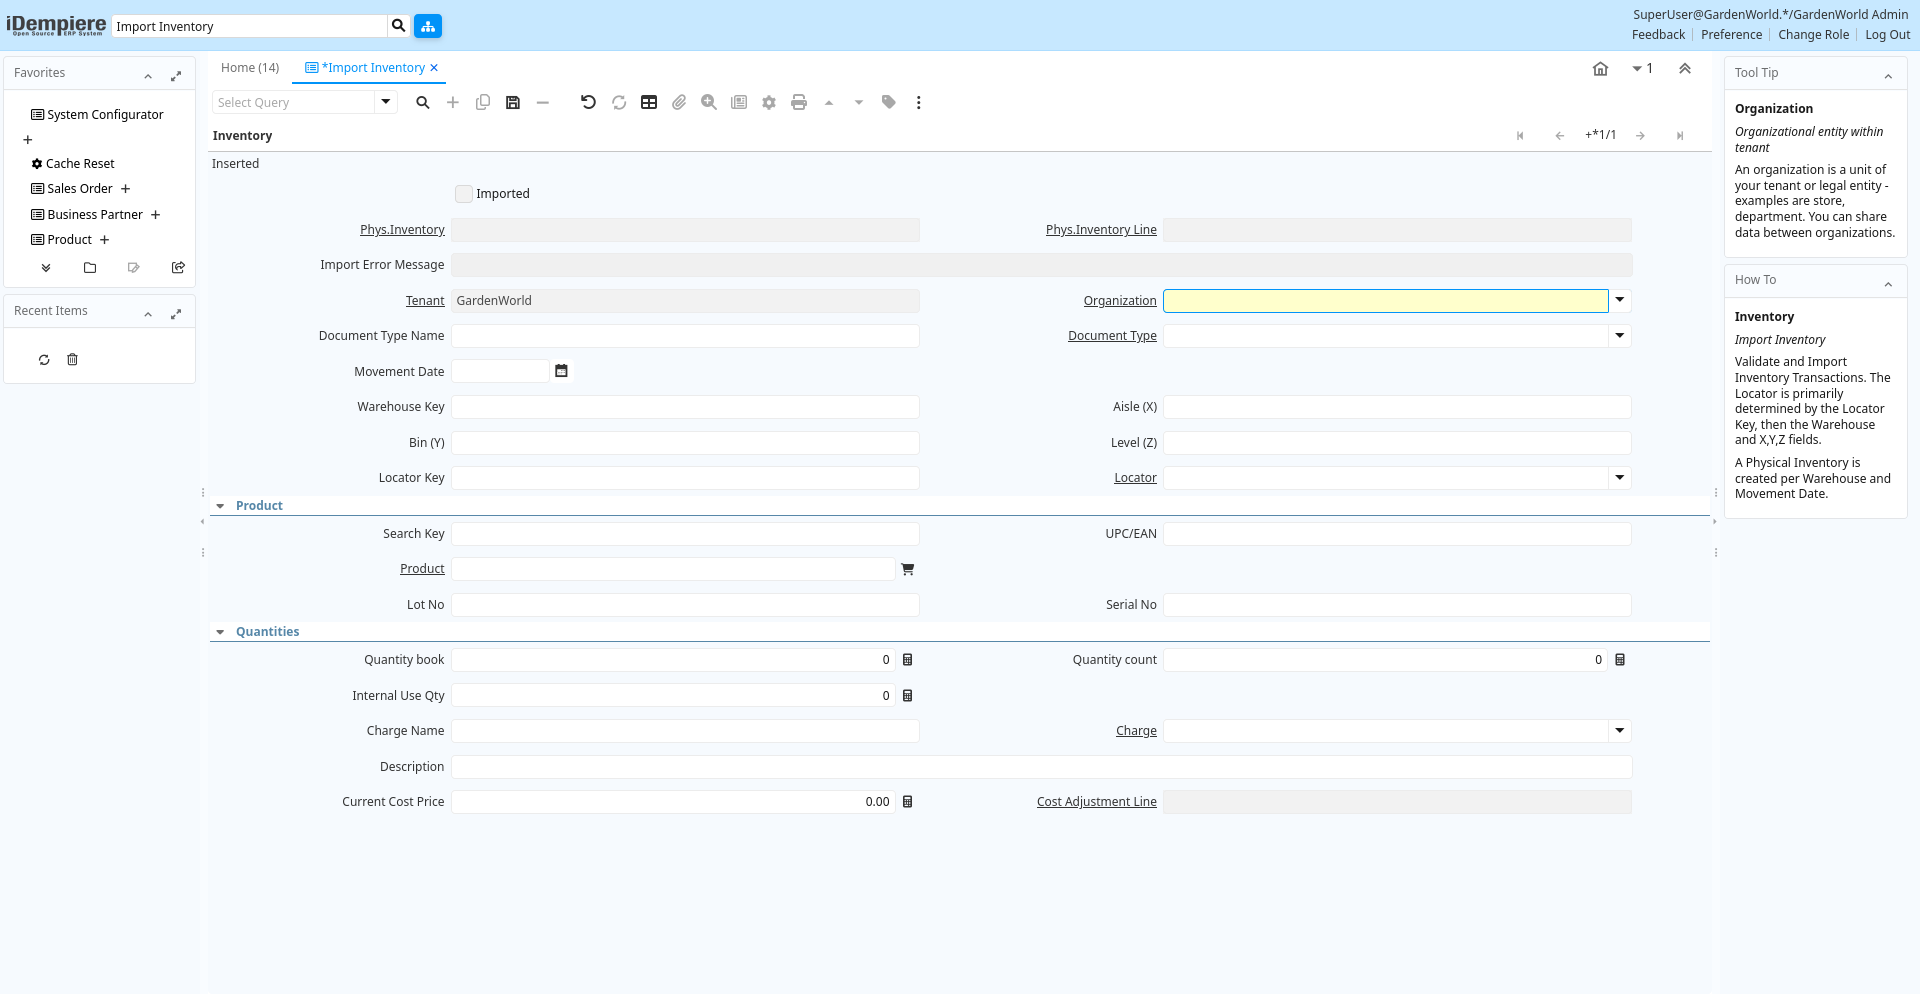 iDempiere
Open Source ERP System
Import Inventory
SuperUser@GardenWorld.*/GardenWorld Admin
Feedback
Preference
Change Role
Log Out
Favorites
System Configurator
Cache Reset
Sales Order
Business Partner
Product
Recent Items
Home (14)
*Import Inventory
1
Select Query
Inventory
+*1/1
Inserted
Imported
Phys.Inventory
Phys.Inventory Line
Import Error Message
Tenant
GardenWorld
Organization
Document Type Name
Document Type
Movement Date
Warehouse Key
Aisle (X)
Bin (Y)
Level (Z)
Locator Key
Locator
Product
Search Key
UPC/EAN
Product
Lot No
Serial No
Quantities
Quantity book
0
Quantity count
0
Internal Use Qty
0
Charge Name
Charge
Description
Current Cost Price
0.00
Cost Adjustment Line
Tool Tip
Organization
Organizational entity within
tenant
An organization is a unit of
your tenant or legal entity -
examples are store,
department. You can share
data between organizations.
How To
Inventory
Import Inventory
Validate and Import
Inventory Transactions. The
Locator is primarily
determined by the Locator
Key, then the Warehouse
and X,Y,Z fields.
A Physical Inventory is
created per Warehouse and
Movement Date.